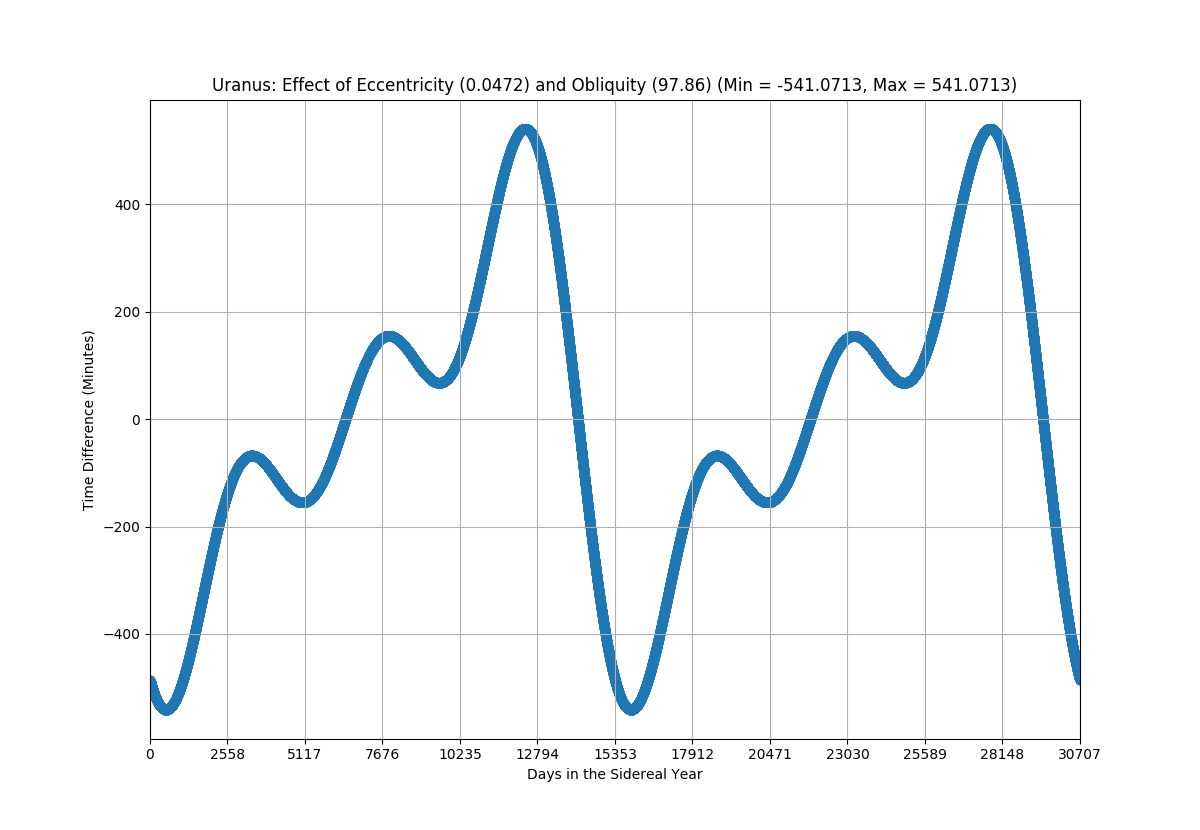 Uranus: Effect of Eccentricity (0.0472) and Obliquity (97.86) (Min = -541.0713, Max = 541.0713)
Time Difference (Minutes)
400
200
0
−200
−400
0 2558 5117 7676 10235 12794 15353 17912 20471 23030 25589 28148 30707
Days in the Sidereal Year